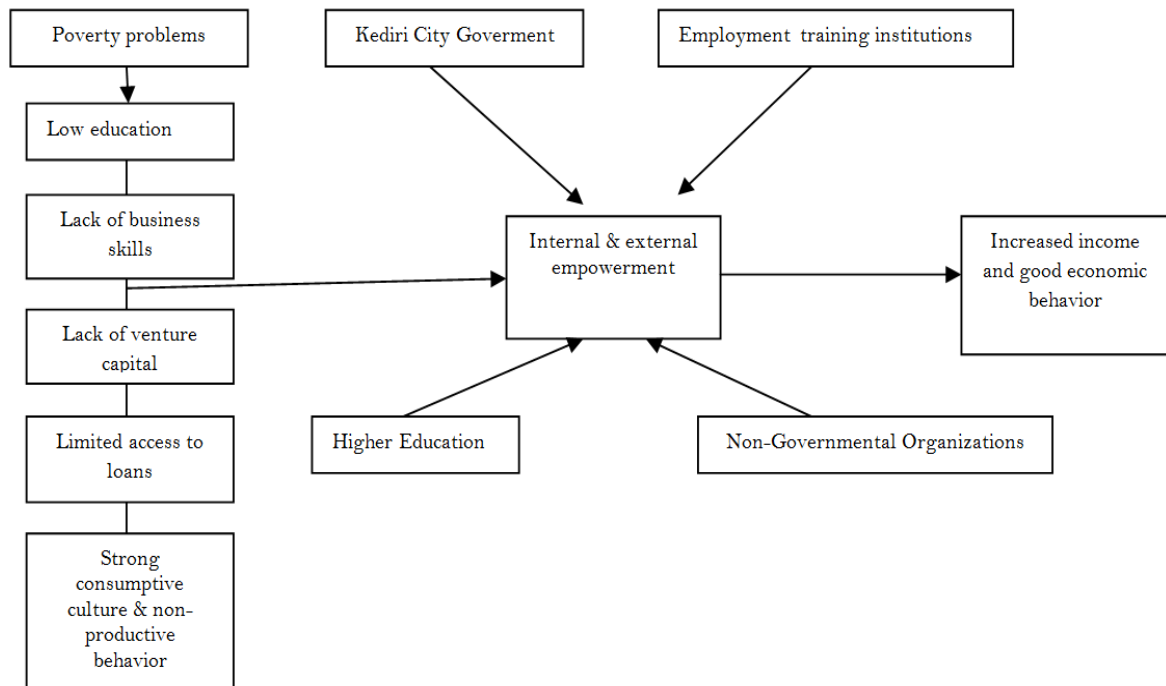 Poverty problems
Kediri City Goverment
Employment training institutions
Low education
Lack of business
skills
Internal & external
empowerment
Increased income
and good economic
behavior
Lack of venture
capital
Limited access to
loans
Higher Education
Non-Governmental Organizations
Strong
consumptive
culture & non-
productive
behavior